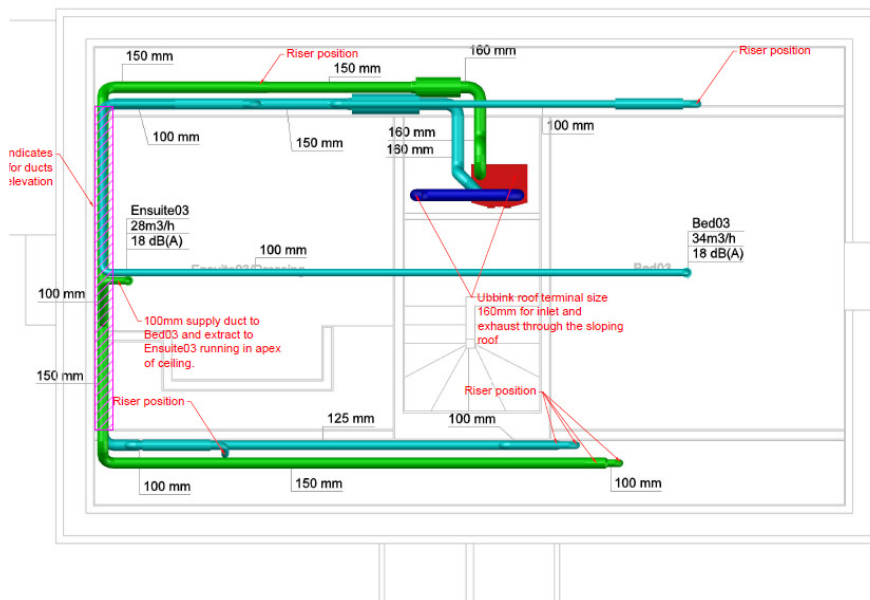 160 mm
150 mm
Riser position
150 mm
Riser position
100 mm
150 mm
160 mm
160 mm
100 mm
ndicates
for ducts
elevation
Ensuite03
28m3/h
18 dB(A)
100 mm
Bed03
34m3/h
18 dB(A)
Ensuite03/Dressing
Bed03
100 mm
100mm supply duct to
Bed03 and extract to
Ensuite03 running in apex
of ceiling.
Ubbink roof terminal size
160mm for inlet and
exhaust through the sloping
roof
150 mm
Riser position
Riser position
125 mm
100 mm
100 mm
150 mm
100 mm